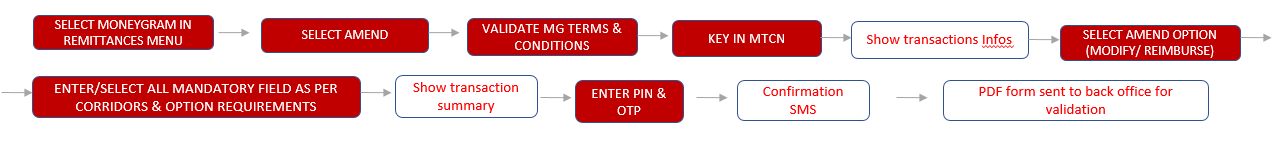 SELECT MONEYGRAM IN
REMITTANCES MENU
SELECT AMEND
VALIDATE MG TERMS &
CONDITIONS
KEY IN MTCN
Show transactions Infos
SELECT AMEND OPTION
(MODIFY/ REIMBURSE)
ENTER/SELECT ALL MANDATORY FIELD AS PER
CORRIDORS & OPTION REQUIREMENTS
Show transaction
summary
ENTER PIN &
OTP
Confirmation
SMS
PDF form sent to back office for
validation